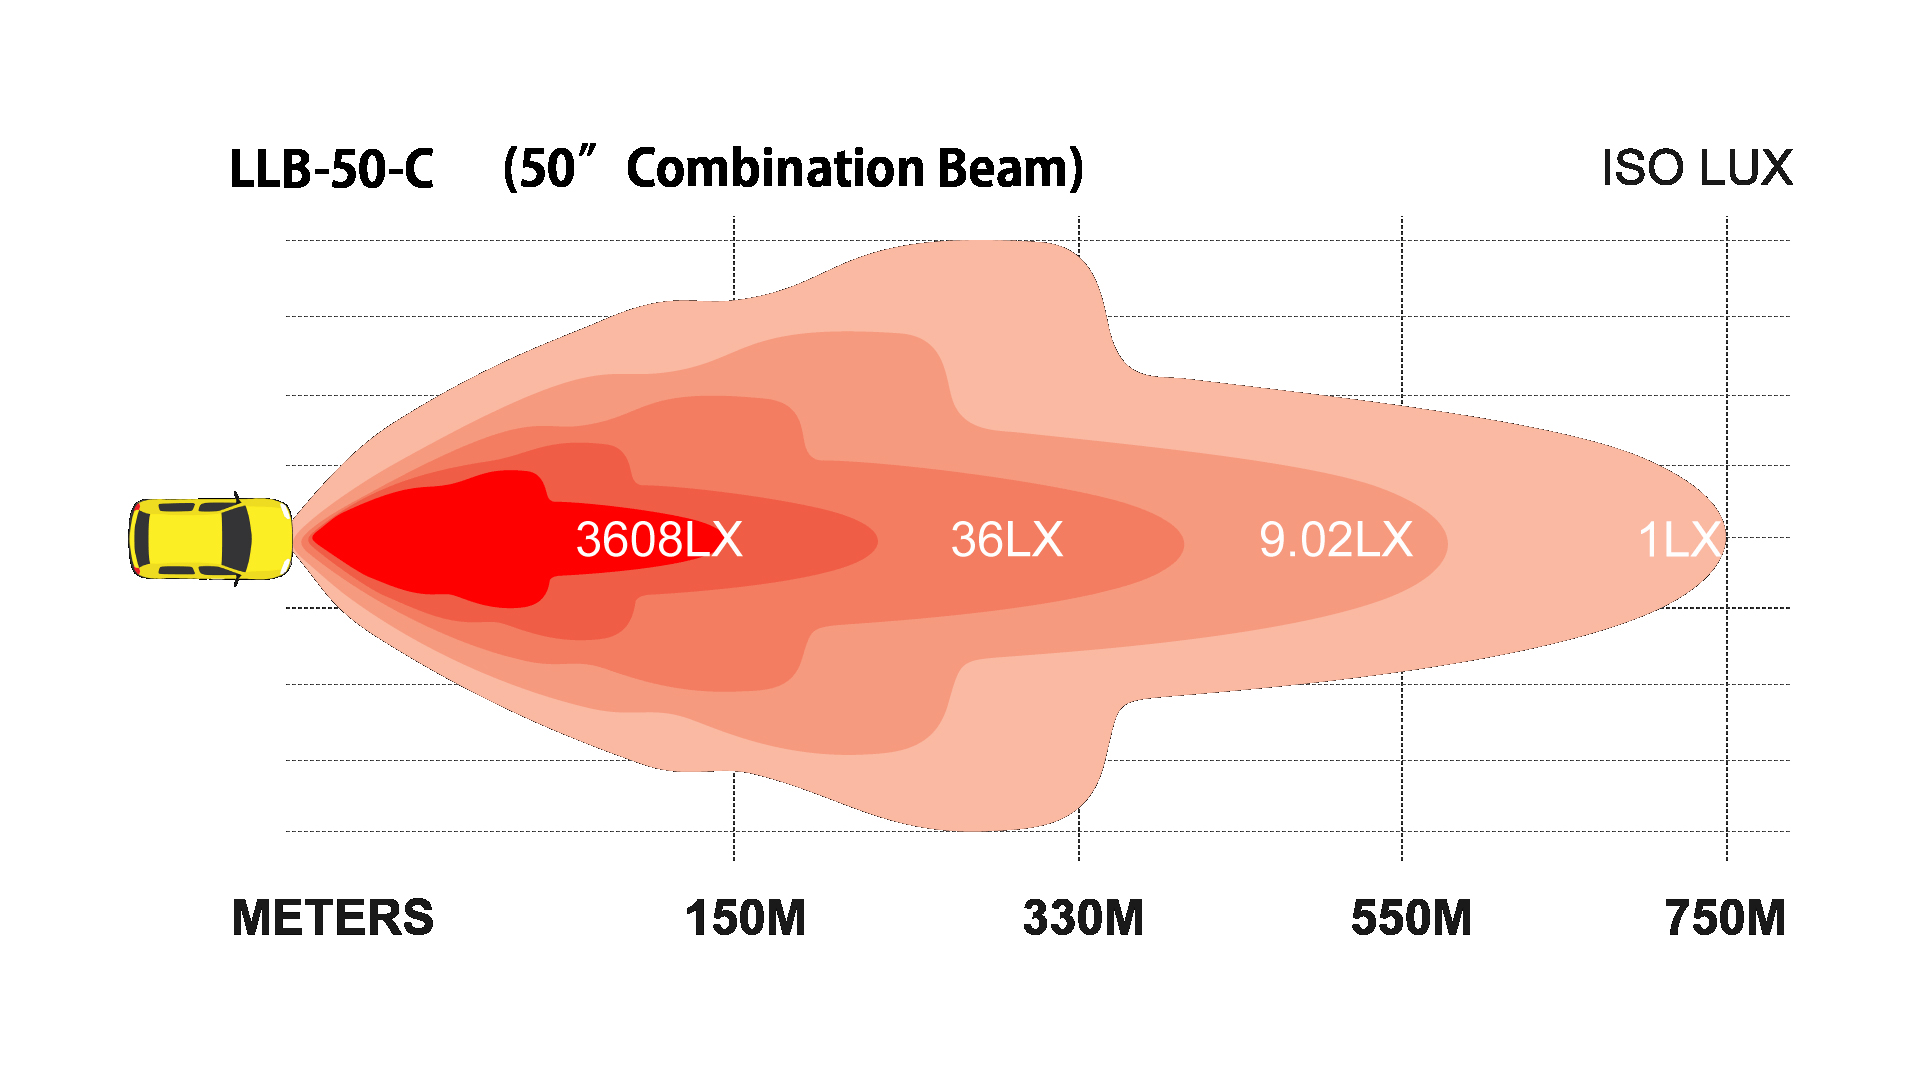 LLB-50-C (50″ Combination Beam) ISO LUX
3608LX 36LX 9.02LX 1LX
METERS 150M 330M 550M 750M